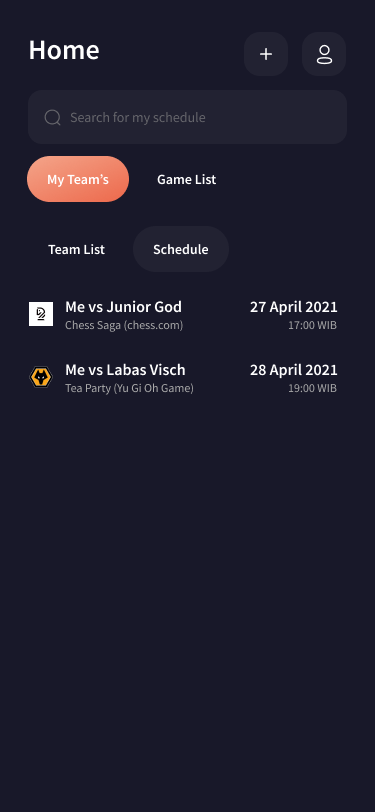 Home
Search for my schedule
My Team's Game List
Team List Schedule
Me vs Junior God 27 April 2021
Chess Saga (chess.com) 17:00 WIB
Me vs Labas Visch 28 April 2021
Tea Party (Yu Gi Oh Game) 19:00 WIB